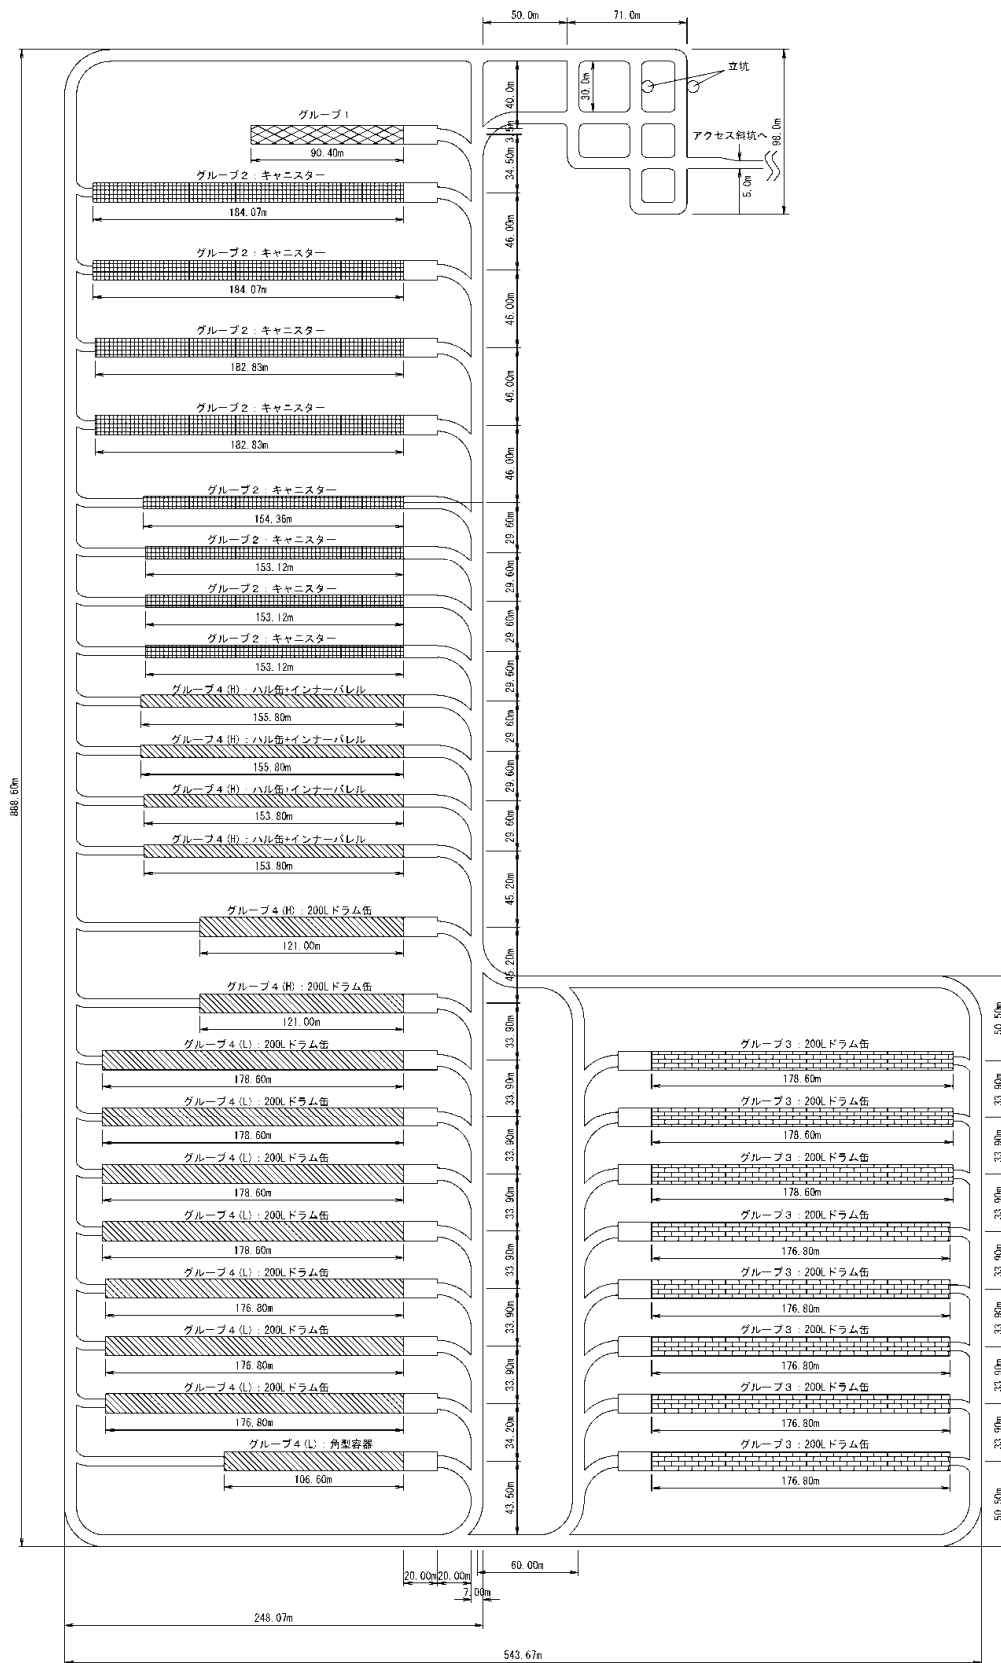 50.0m
71.0m
立坑
40.0m
30.0m
98.0m
グループ1
90.40m
34.50m
アクセス斜坑へ
5.0m
グループ2：キャニスター
184.07m
46.00m
グループ2：キャニスター
184.07m
46.00m
グループ2：キャニスター
182.83m
46.00m
グループ2：キャニスター
182.83m
46.00m
グループ2：キャニスター
154.36m
29.60m
グループ2：キャニスター
153.12m
29.60m
グループ2：キャニスター
153.12m
29.60m
グループ2：キャニスター
153.12m
29.60m
グループ4(H)：ハル缶+インナーバレル
155.80m
29.60m
グループ4(H)：ハル缶+インナーバレル
155.80m
29.60m
グループ4(H)：ハル缶+インナーバレル
153.80m
29.60m
グループ4(H)：ハル缶+インナーバレル
153.80m
888.60m
45.20m
グループ4(H)：200Lドラム缶
121.00m
45.20m
グループ4(H)：200Lドラム缶
121.00m
33.90m
50.50m
グループ4(L)：200Lドラム缶
178.60m
33.90m
グループ3：200Lドラム缶
178.60m
33.90m
グループ4(L)：200Lドラム缶
178.60m
33.90m
グループ3：200Lドラム缶
178.60m
33.90m
グループ4(L)：200Lドラム缶
178.60m
33.90m
グループ3：200Lドラム缶
178.60m
33.90m
グループ4(L)：200Lドラム缶
178.60m
33.90m
グループ3：200Lドラム缶
176.80m
33.90m
グループ4(L)：200Lドラム缶
176.80m
33.90m
グループ3：200Lドラム缶
176.80m
33.90m
グループ4(L)：200Lドラム缶
176.80m
33.90m
グループ3：200Lドラム缶
176.80m
33.90m
グループ4(L)：200Lドラム缶
176.80m
34.20m
グループ3：200Lドラム缶
176.80m
33.90m
グループ4(L)：角型容器
106.60m
43.50m
グループ3：200Lドラム缶
176.80m
50.50m
20.00m
20.00m
7.00m
60.00m
248.07m
543.67m